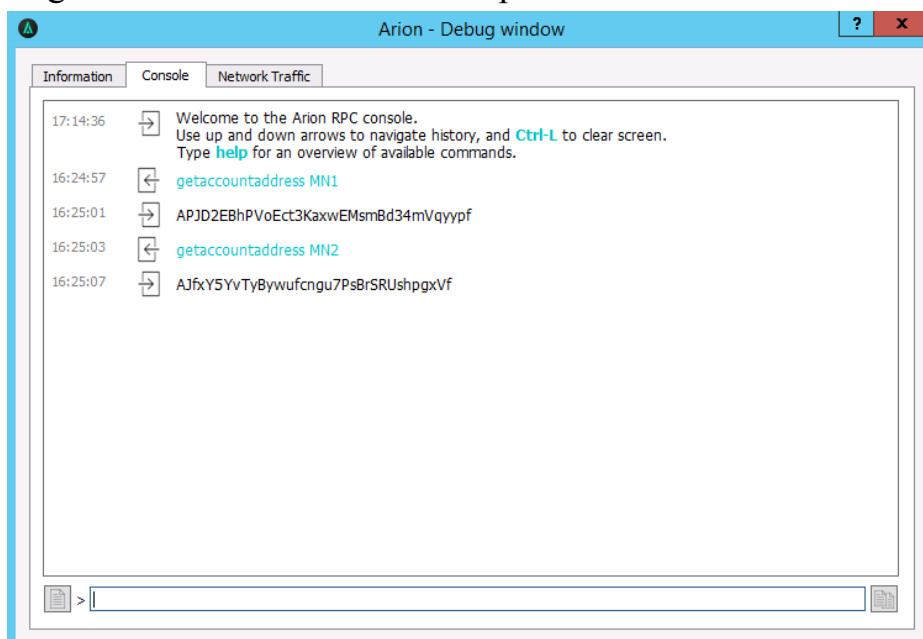 Arion - Debug window
? x
Information Console Network Traffic
17:14:36 Welcome to the Arion RPC console.
Use up and down arrows to navigate history, and Ctrl-L to clear screen.
Type help for an overview of available commands.
16:24:57 getaccountaddress MN1
16:25:01 APJD2EBhPVoEct3KaxwEMsmBd34mVqyypf
16:25:03 getaccountaddress MN2
16:25:07 AJfxY5YvTyBywufcngu7PsBrSRUshpgxVf
>